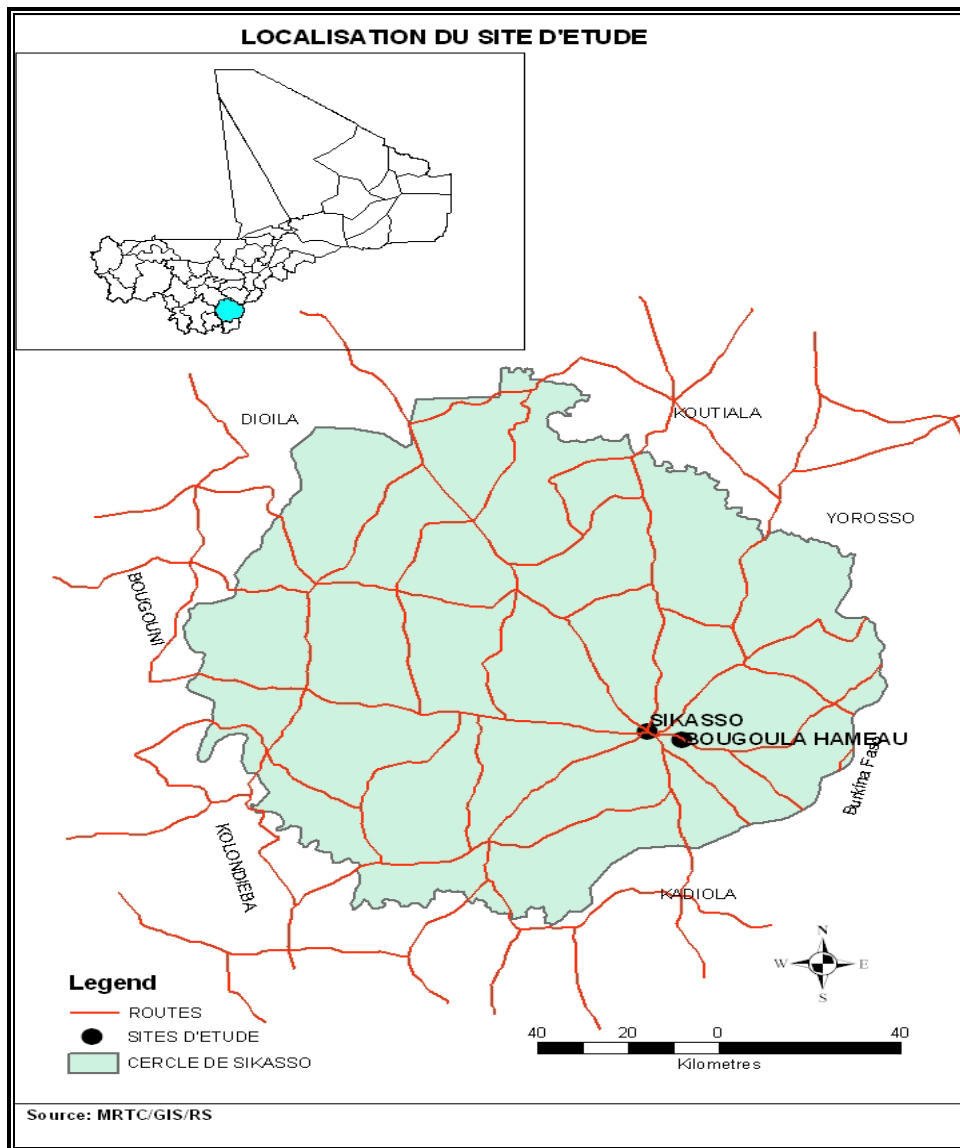 LOCALISATION DU SITE D'ETUDE
DIOILA
KOUTIALA
YOROSSO
BOUGOUNI
SIKASSO
BOUGOULA HAMEAU
Burkina Faso
KOLONDIEBA
KADIOLA
N
W E
S
Legend
ROUTES
SITES D'ETUDE
CERCLE DE SIKASSO
40 20 0 40
Kilometres
Source: MRTC/GIS/RS